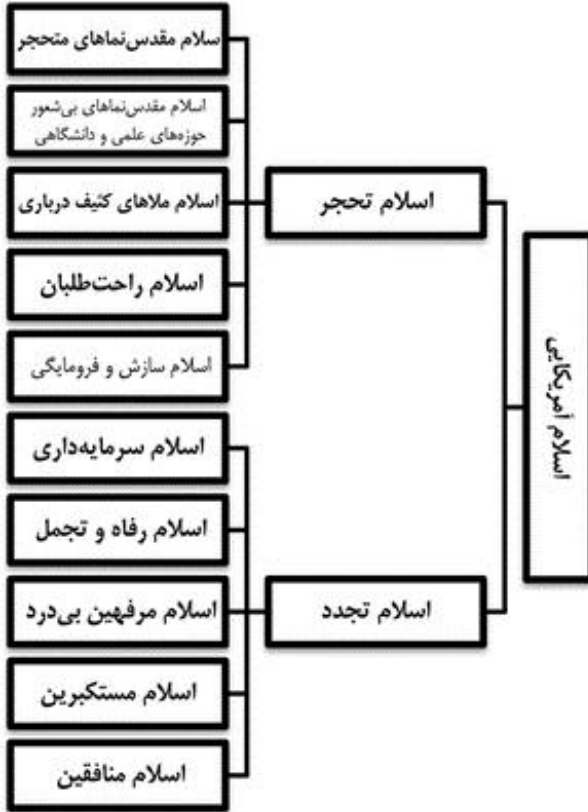 اسلام آمریکایی
اسلام تحجر
سلام مقدس‌نماهای متحجر
اسلام مقدس‌نماهای بی‌شعور
حوزه‌های علمی و دانشگاهی
اسلام ملاهای کثیف درباری
اسلام راحت‌طلبان
اسلام سازش و فرومایگی
اسلام تجدد
اسلام سرمایه‌داری
اسلام رفاه و تجمل
اسلام مرفهین بی‌درد
اسلام مستکبرین
اسلام منافقین